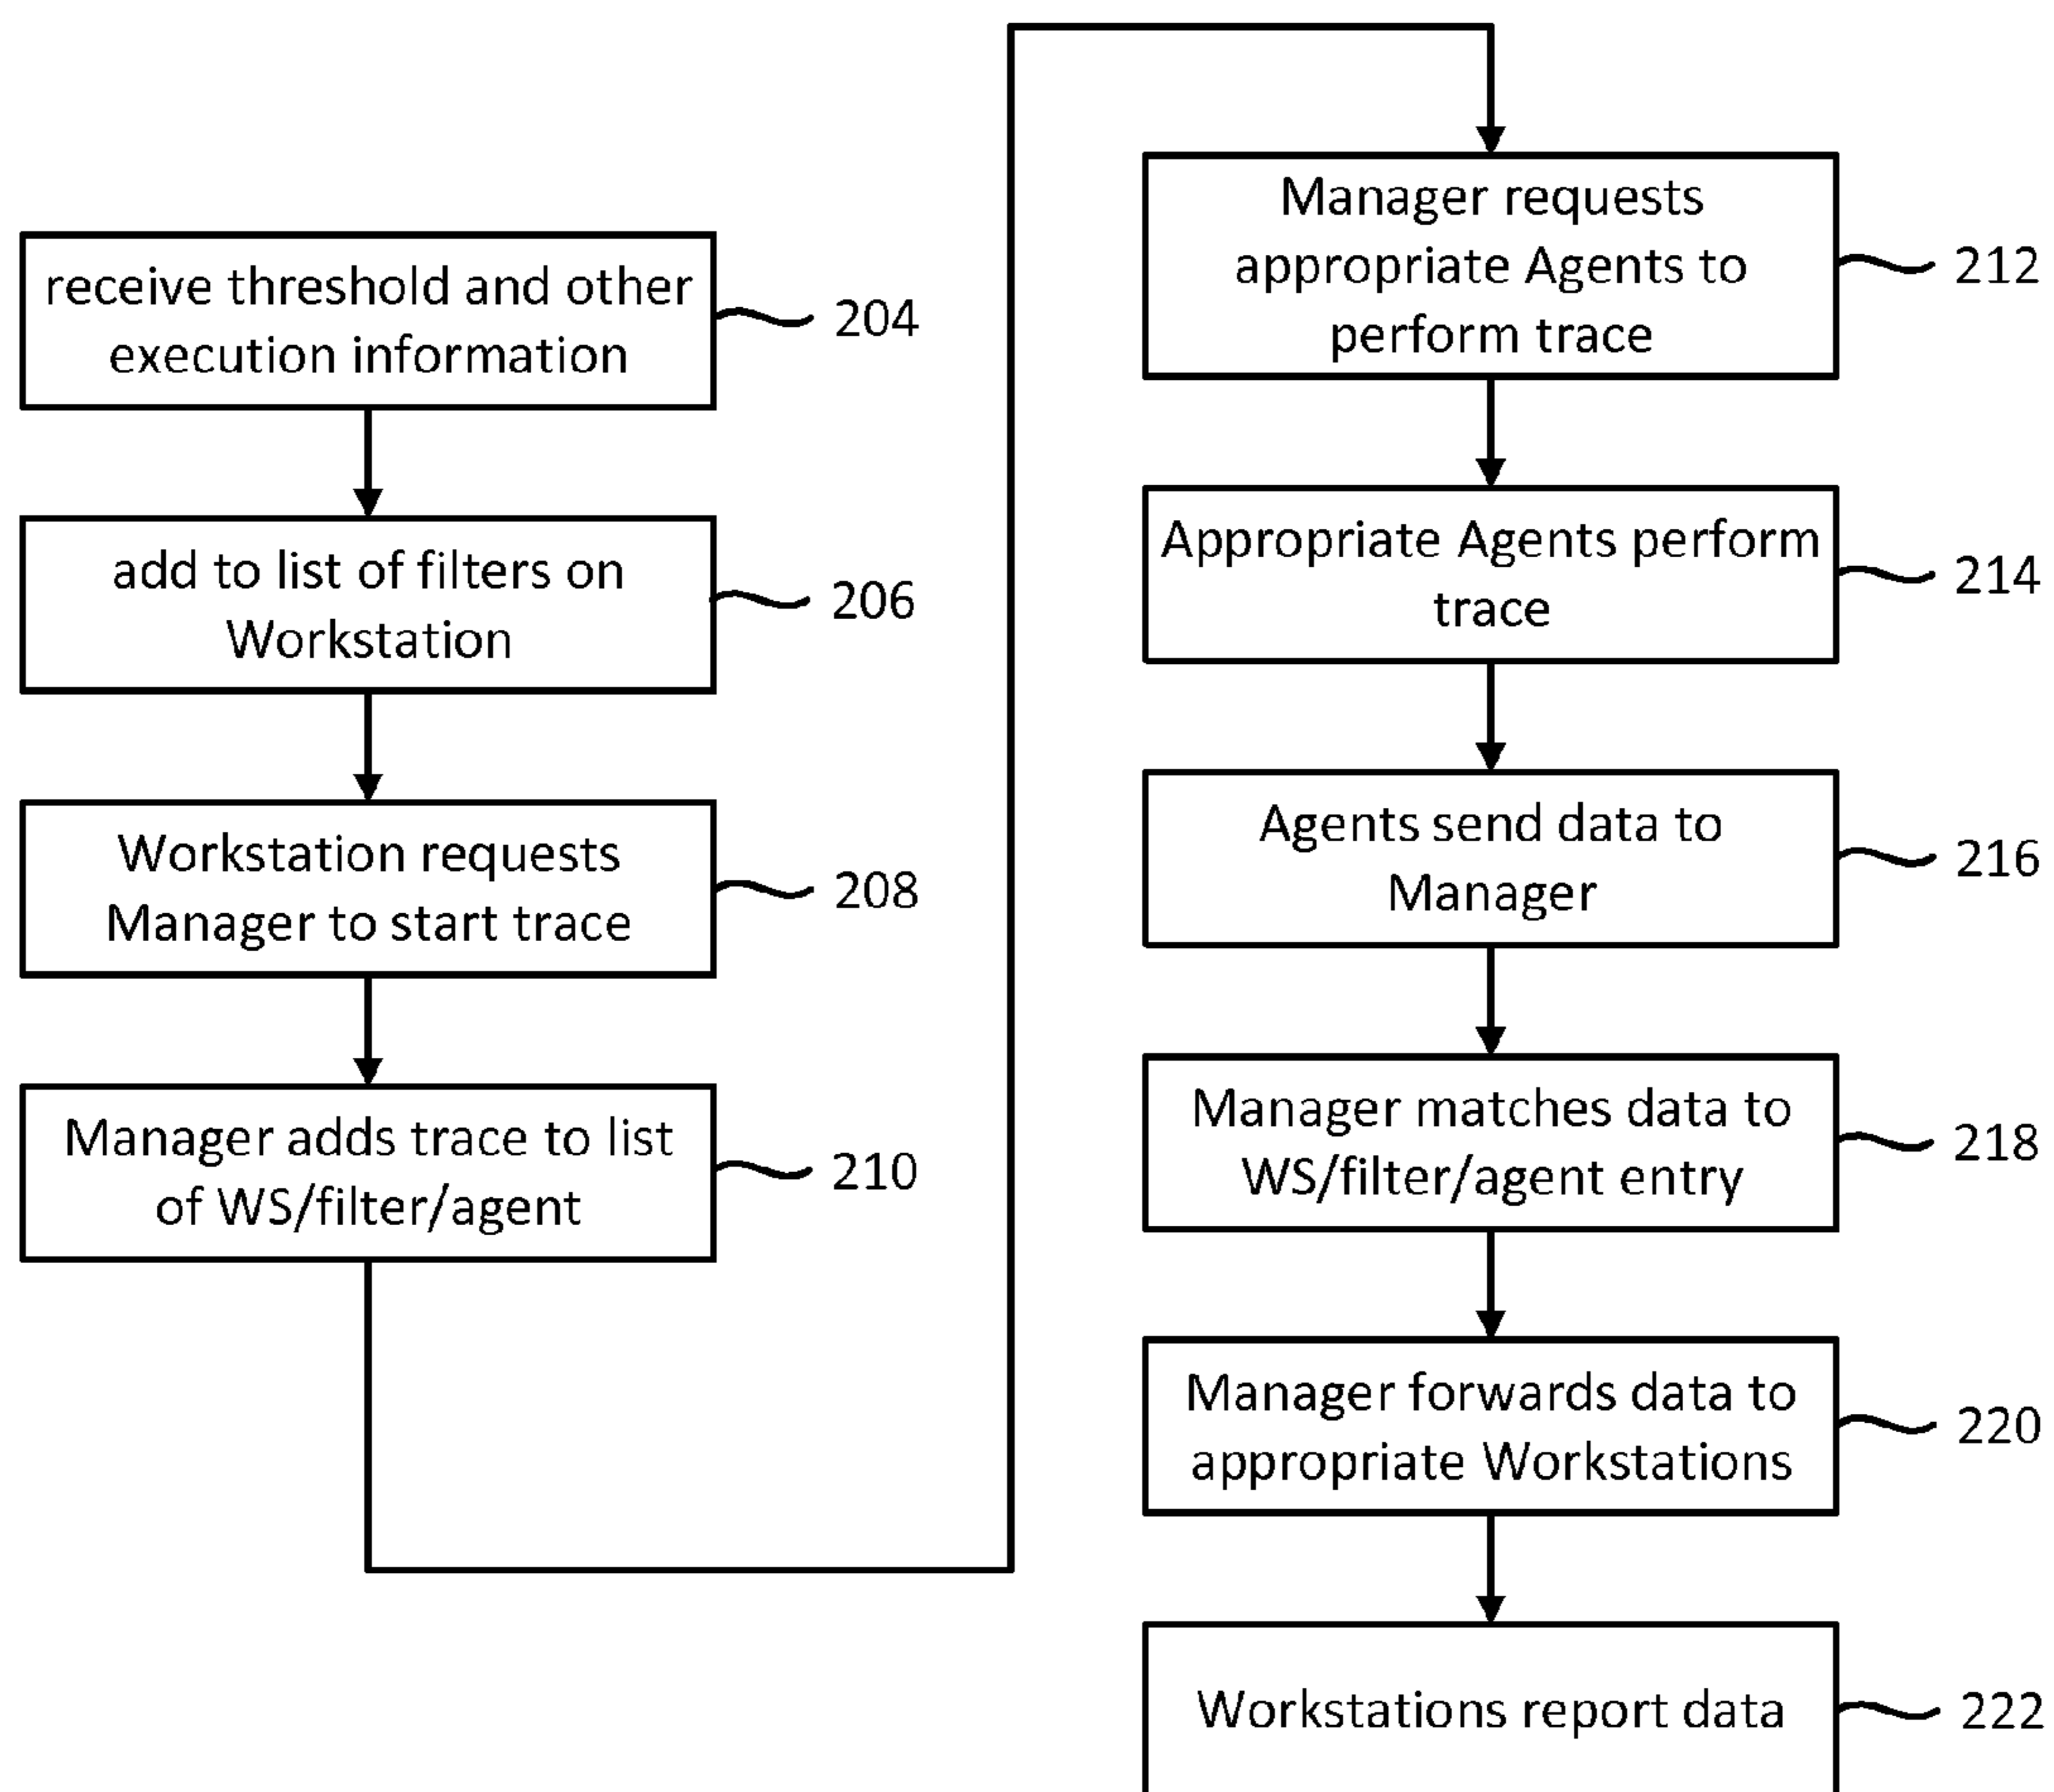 receive threshold and other
execution information
204
add to list of filters on
Workstation
206
Workstation requests
Manager to start trace
208
Manager adds trace to list
of WS/filter/agent
210
Manager requests
appropriate Agents to
perform trace
212
Appropriate Agents perform
trace
214
Agents send data to
Manager
216
Manager matches data to
WS/filter/agent entry
218
Manager forwards data to
appropriate Workstations
220
Workstations report data
222